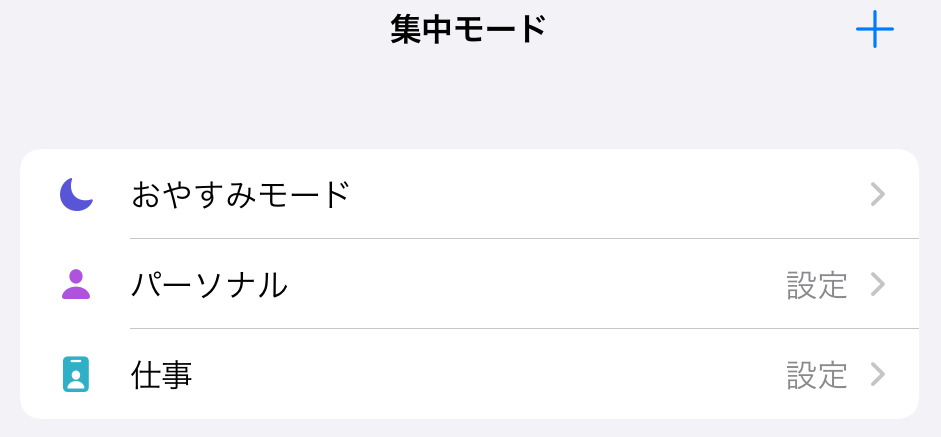 集中モード
おやすみモード
パーソナル 設定
仕事 設定